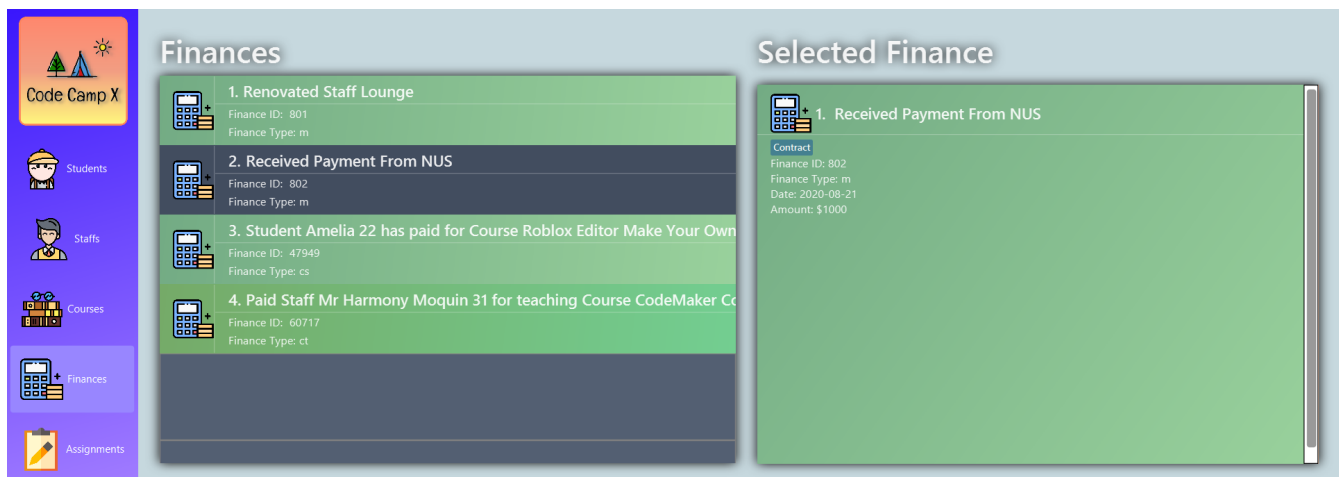 Code Camp X
Students
Staffs
Courses
Finances
Assignments
Finances
1. Renovated Staff Lounge
Finance ID: 801
Finance Type: m
2. Received Payment From NUS
Finance ID: 802
Finance Type: m
3. Student Amelia 22 has paid for Course Roblox Editor Make Your Own
Finance ID: 47949
Finance Type: cs
4. Paid Staff Mr Harmony Moquin 31 for teaching Course CodeMaker
Finance ID: 60717
Finance Type: ct
Selected Finance
1. Received Payment From NUS
Contract
Finance ID: 802
Finance Type: m
Date: 2020-08-21
Amount: $1000